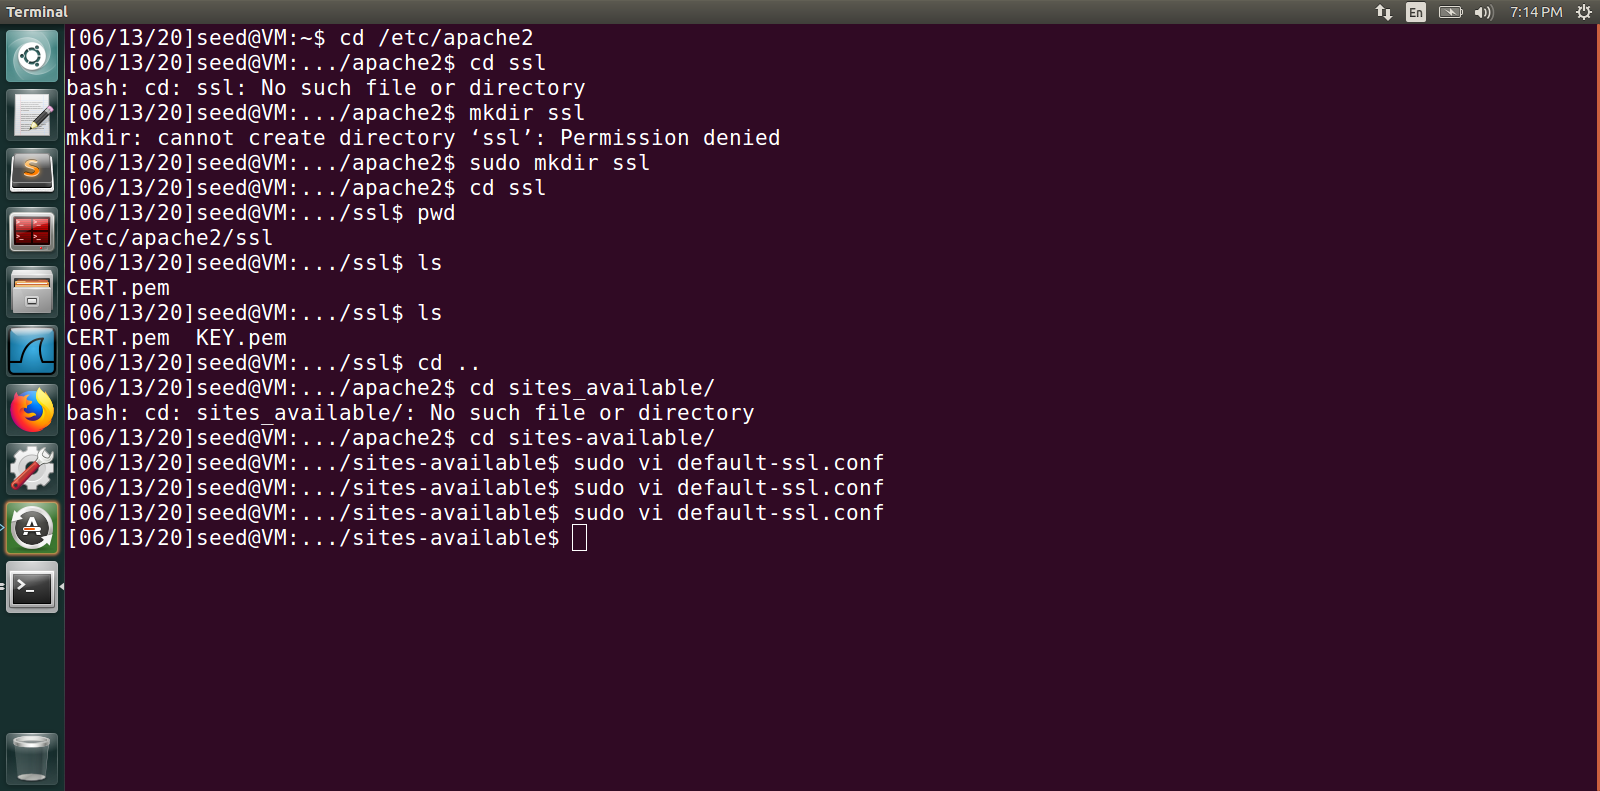 Terminal
En
7:14 PM
[06/13/20]seed@VM:~$ cd /etc/apache2
[06/13/20]seed@VM:.../apache2$ cd ssl
bash: cd: ssl: No such file or directory
[06/13/20]seed@VM:.../apache2$ mkdir ssl
mkdir: cannot create directory ‘ssl’: Permission denied
[06/13/20]seed@VM:.../apache2$ sudo mkdir ssl
[06/13/20]seed@VM:.../apache2$ cd ssl
[06/13/20]seed@VM:.../ssl$ pwd
/etc/apache2/ssl
[06/13/20]seed@VM:.../ssl$ ls
CERT.pem
[06/13/20]seed@VM:.../ssl$ ls
CERT.pem  KEY.pem
[06/13/20]seed@VM:.../ssl$ cd ..
[06/13/20]seed@VM:.../apache2$ cd sites_available/
bash: cd: sites_available/: No such file or directory
[06/13/20]seed@VM:.../apache2$ cd sites-available/
[06/13/20]seed@VM:.../sites-available$ sudo vi default-ssl.conf
[06/13/20]seed@VM:.../sites-available$ sudo vi default-ssl.conf
[06/13/20]seed@VM:.../sites-available$ sudo vi default-ssl.conf
[06/13/20]seed@VM:.../sites-available$